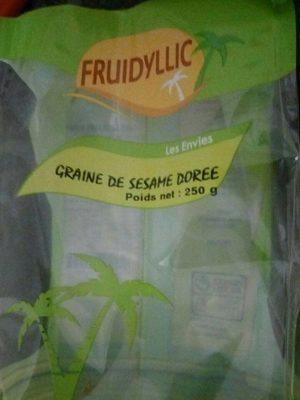 FRUIDYLLIC
Les Envies
GRAINE DE SESAME DOREE
Poids net : 250 g